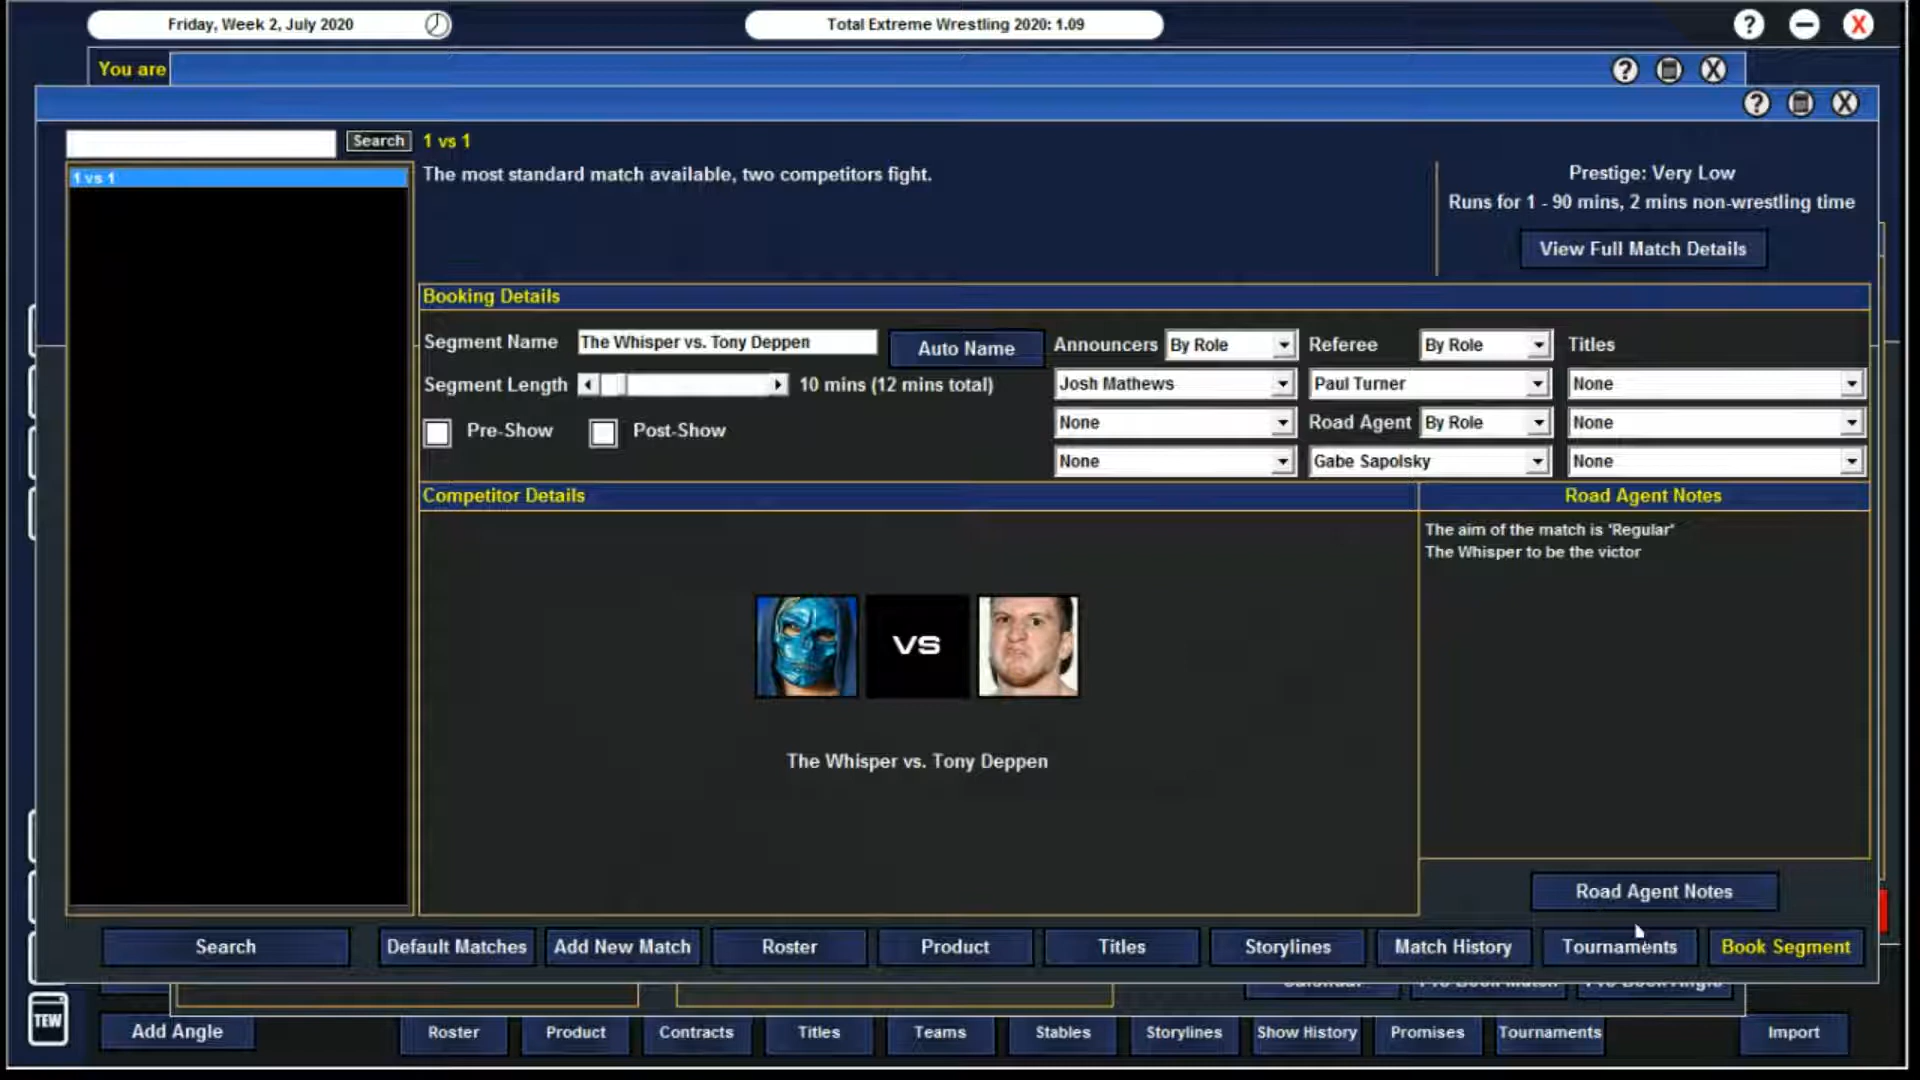 Friday, Week 2, July 2020
Total Extreme Wrestling 2020: 1.09
?
X
You are
?
X
?
X
Search
1 vs 1
1 vs 1
The most standard match available, two competitors fight.
Prestige: Very Low
Runs for 1 - 90 mins, 2 mins non-wrestling time
View Full Match Details
Booking Details
Segment Name
The Whisper vs. Tony Deppen
Auto Name
Announcers
By Role
Referee
By Role
Titles
Segment Length
10 mins (12 mins total)
Josh Mathews
Paul Turner
None
Pre-Show
Post-Show
None
Road Agent
By Role
None
None
Gabe Sapolsky
None
Competitor Details
Road Agent Notes
The aim of the match is 'Regular'
The Whisper to be the victor
VS
The Whisper vs. Tony Deppen
Road Agent Notes
Search
Default Matches
Add New Match
Roster
Product
Titles
Storylines
Match History
Tournaments
Book Segment
Calendar
Pre Book Match
Pre Book Angle
TEW
Add Angle
Roster
Product
Contracts
Titles
Teams
Stables
Storylines
Show History
Promises
Tournaments
Import